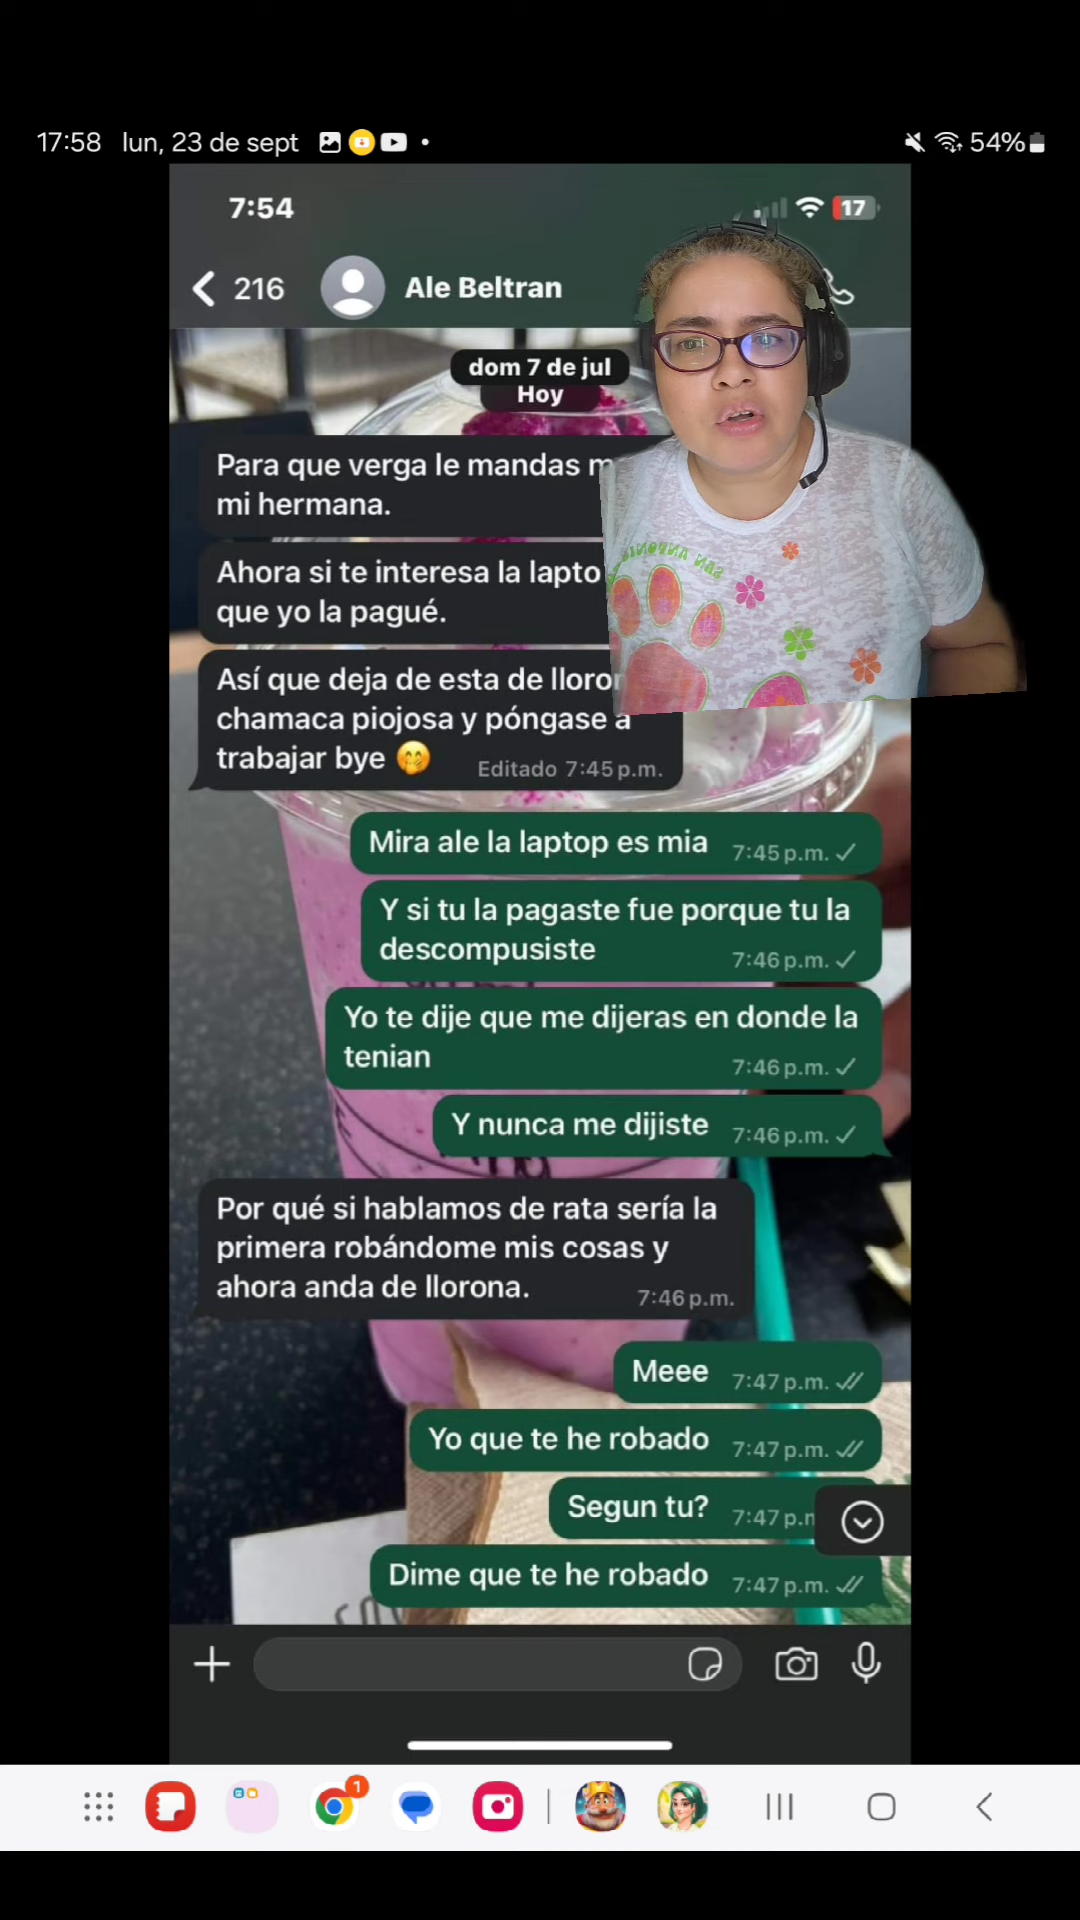 17:58 lun, 23 de sept 54%
7:54 17
216 Ale Beltran
dom 7 de jul
Hoy
Para que verga le mandas
mi hermana.
Ahora si te interesa la lapto
que yo la pagué.
Así que deja de esta de
chamaca piojosa y póngase a
trabajar bye 🤭 Editado 7:45 p.m.
Mira ale la laptop es mia 7:45 p.m.
Y si tu la pagaste fue porque tu la
descompusiste 7:46 p.m.
Yo te dije que me dijeras en donde la
tenian 7:46 p.m.
Y nunca me dijiste 7:46 p.m.
Por qué si hablamos de rata sería la
primera robándome mis cosas y
ahora anda de llorona. 7:46 p.m.
Meee 7:47 p.m.
Yo que te he robado 7:47 p.m.
Segun tu? 7:47 p.m
Dime que te he robado 7:47 p.m.
1